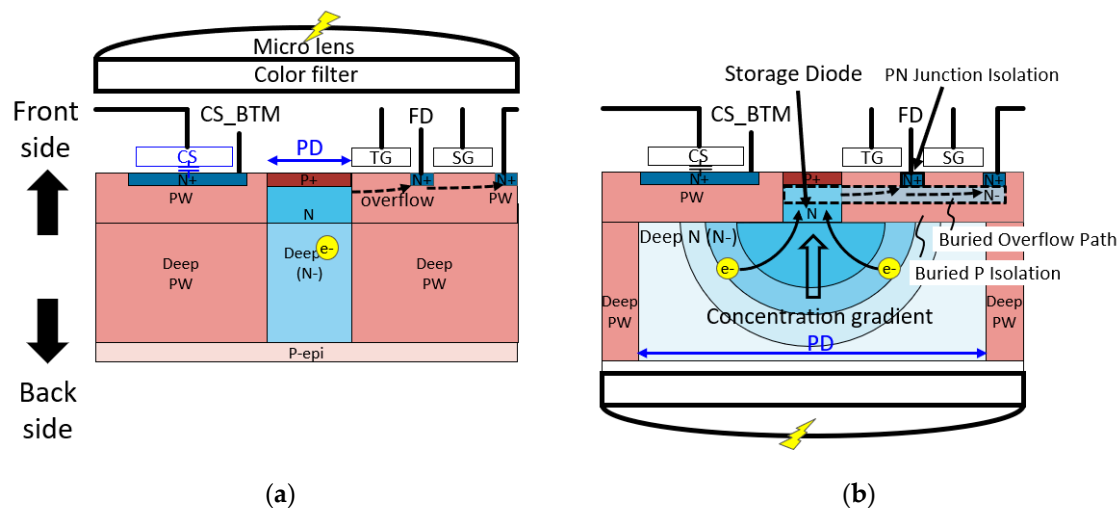 Micro lens
Color filter
Front
side
Back
side
CS_BTM
FD
PD
CS
TG
SG
N+
P+
N+
N+
PW
overflow
PW
N
e-
Deep
PW
Deep
(N-)
Deep
PW
P-epi
(a)
Storage Diode
PN Junction Isolation
CS_BTM
FD
CS
TG
SG
N+
P+
N+
N+
PW
N-
N
Deep N (N-)
Buried Overflow Path
e-
e-
Buried P Isolation
Deep
PW
Concentration gradient
Deep
PW
PD
(b)